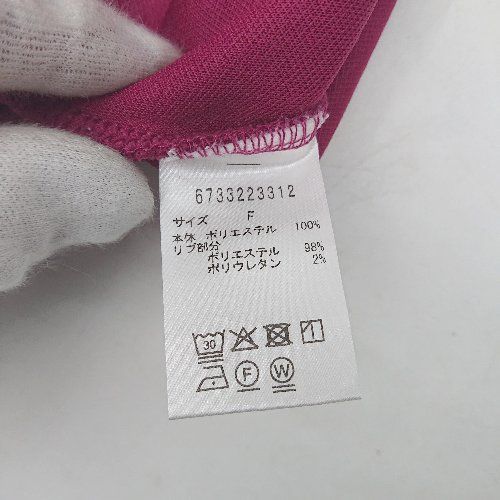 6733223312
サイズ F
本体 ポリエステル 100%
リブ部分
ポリエステル 98%
ポリウレタン 2%
30
F W